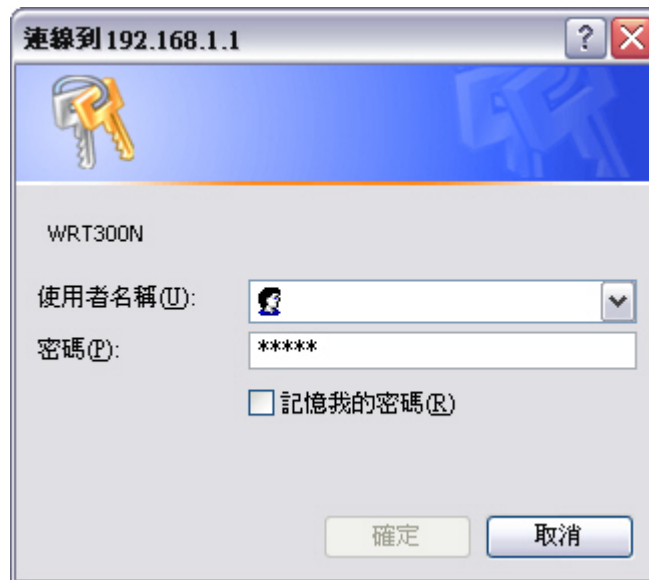 連線到 192.168.1.1
WRT300N
使用者名稱(U):
密碼(P):
*****
記憶我的密碼(R)
確定
取消